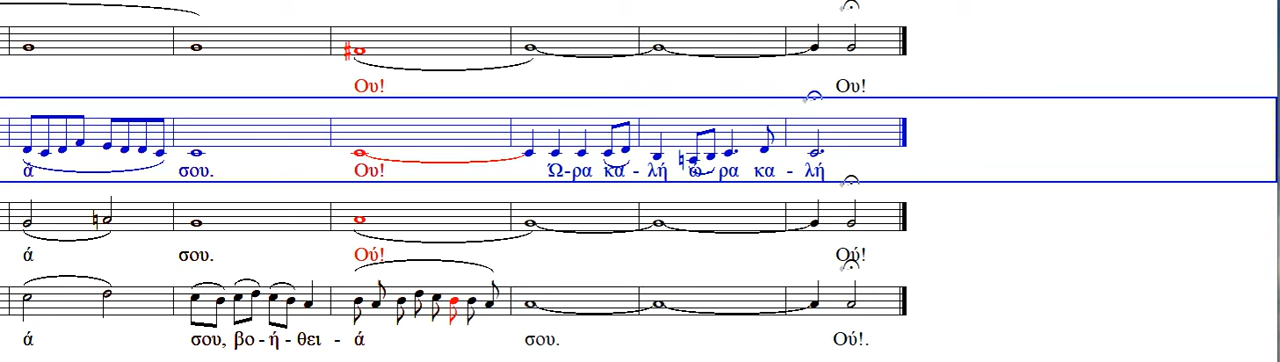 Ου! Ου!
ά σου. Ου! Ώ-ρα κα - λή ώ - ρα κα - λή
ά σου. Ού! Ού!
ά σου, βο - ή - θει - ά σου. Ού!.